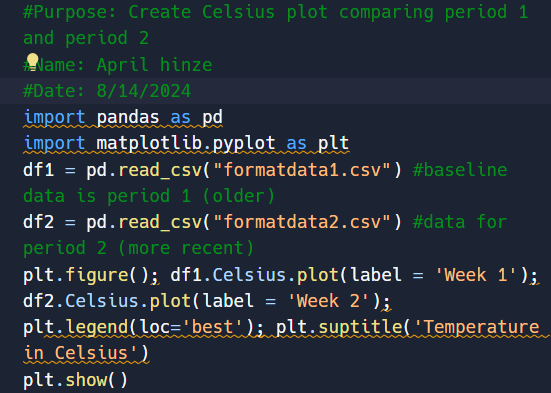 #Purpose: Create Celsius plot comparing period 1
and period 2
#Name: April hinze
#Date: 8/14/2024
import pandas as pd
import matplotlib.pyplot as plt
df1 = pd.read_csv("formatdata1.csv") #baseline
data is period 1 (older)
df2 = pd.read_csv("formatdata2.csv") #data for
period 2 (more recent)
plt.figure(); df1.Celsius.plot(label = 'Week 1');
df2.Celsius.plot(label = 'Week 2');
plt.legend(loc='best'); plt.suptitle('Temperature
in Celsius')
plt.show()